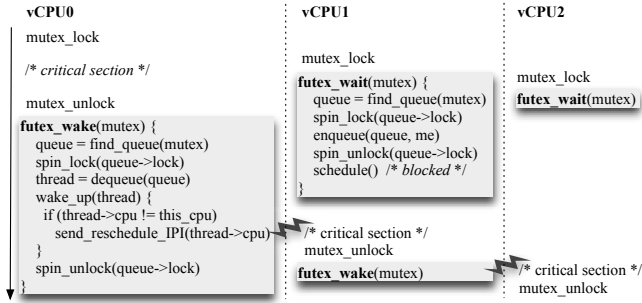 vCPU0
mutex_lock
/* critical section */
mutex_unlock
futex_wake(mutex) {
queue = find_queue(mutex)
spin_lock(queue->lock)
thread = dequeue(queue)
wake_up(thread) {
if (thread->cpu != this_cpu)
send_reschedule_IPI(thread->cpu)
}
spin_unlock(queue->lock)
}
vCPU1
mutex_lock
futex_wait(mutex) {
queue = find_queue(mutex)
spin_lock(queue->lock)
enqueue(queue, me)
spin_unlock(queue->lock)
schedule() /* blocked */
}
/* critical section */
mutex_unlock
futex_wake(mutex)
vCPU2
mutex_lock
futex_wait(mutex)
/* critical section */
mutex_unlock